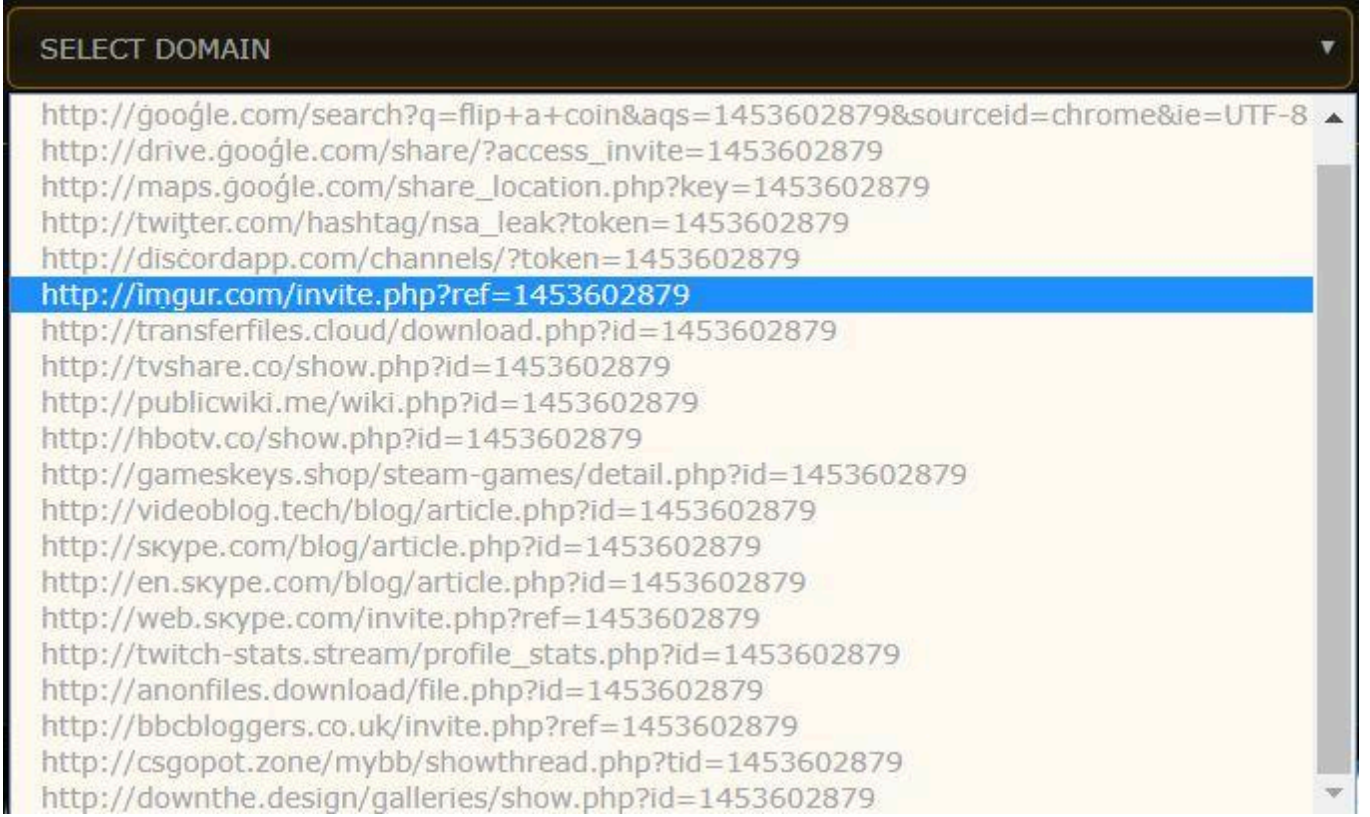 SELECT DOMAIN
http://ġooģle.com/search?q=flip+a+coin&aqs=1453602879&sourceid=chrome&ie=UTF-8
http://drive.ġooģle.com/share/?access_invite=1453602879
http://maps.ġooģle.com/share_location.php?key=1453602879
http://twiţter.com/hashtag/nsa_leak?token=1453602879
http://disċordapp.com/channels/?token=1453602879
http://iṃgur.com/invite.php?ref=1453602879
http://transferfiles.cloud/download.php?id=1453602879
http://tvshare.co/show.php?id=1453602879
http://publicwiki.me/wiki.php?id=1453602879
http://hbotv.co/show.php?id=1453602879
http://gameskeys.shop/steam-games/detail.php?id=1453602879
http://videoblog.tech/blog/article.php?id=1453602879
http://sкype.com/blog/article.php?id=1453602879
http://en.sкype.com/blog/article.php?id=1453602879
http://web.sкype.com/invite.php?ref=1453602879
http://twitch-stats.stream/profile_stats.php?id=1453602879
http://anonfiles.download/file.php?id=1453602879
http://bbcbloggers.co.uk/invite.php?ref=1453602879
http://csgopot.zone/mybb/showthread.php?tid=1453602879
http://downthe.design/galleries/show.php?id=1453602879